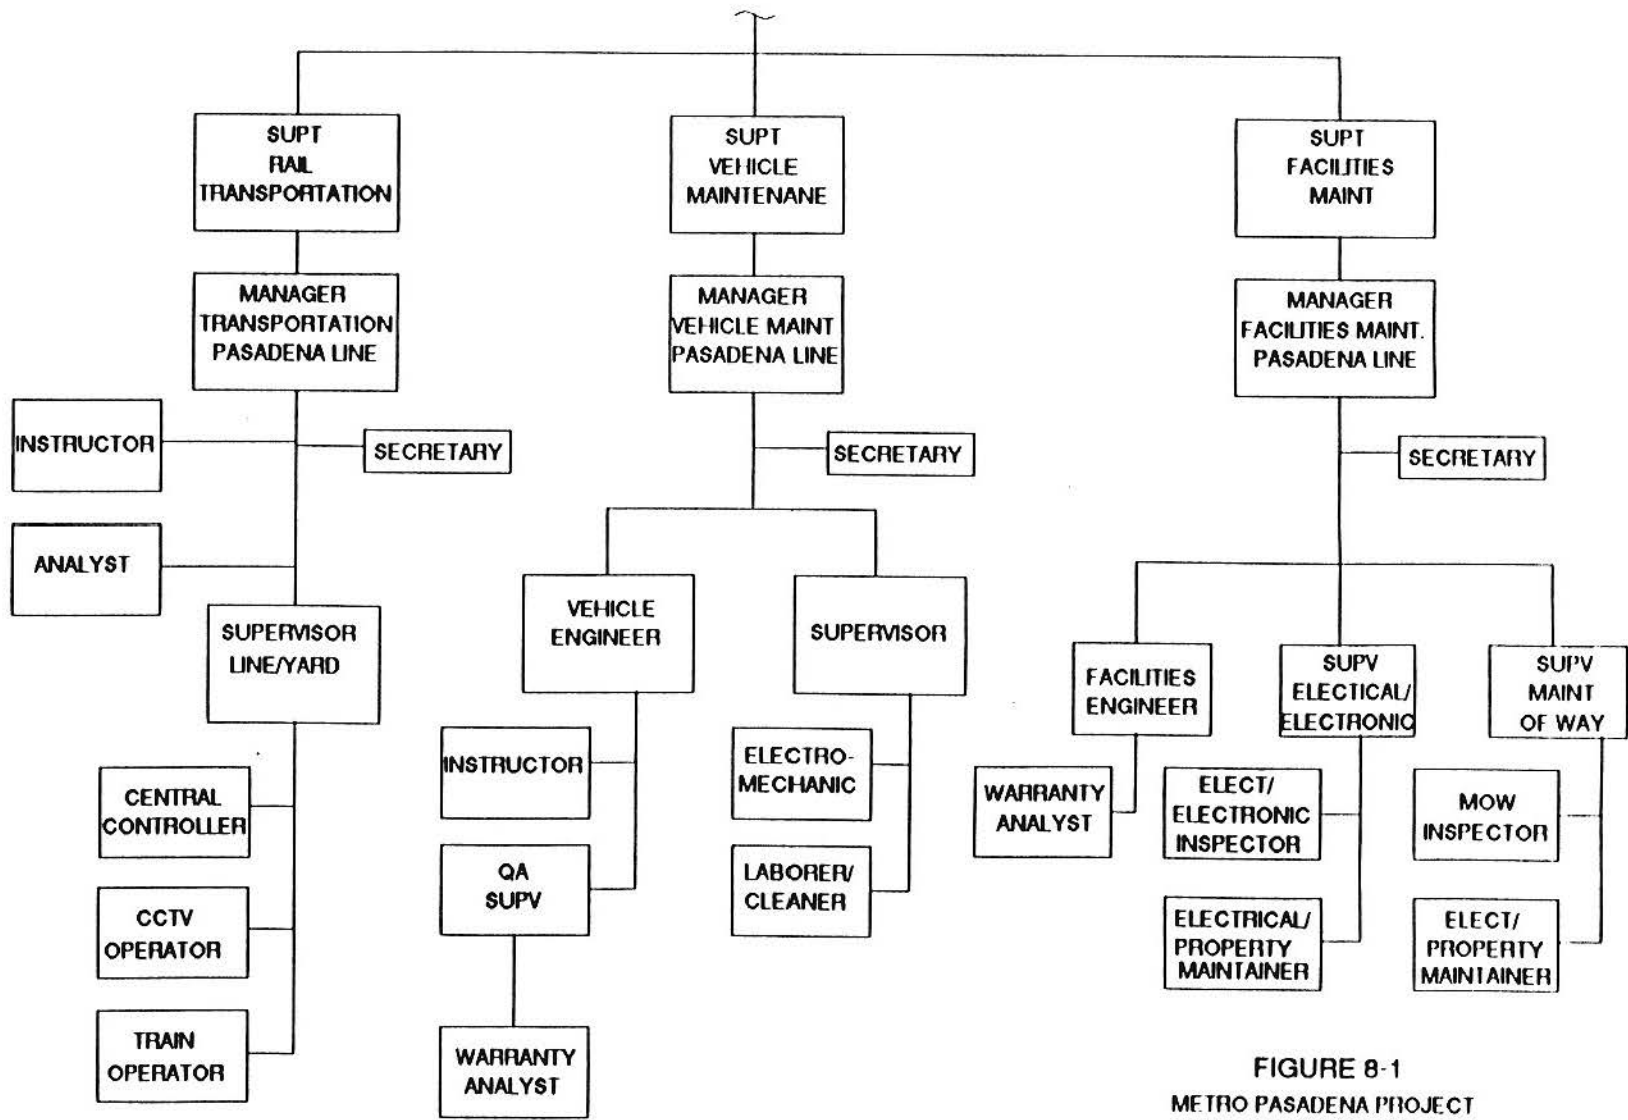 SUPT
RAIL
TRANSPORTATION
SUPT
VEHICLE
MAINTENANE
SUPT
FACILITIES
MAINT
MANAGER
TRANSPORTATION
PASADENA LINE
MANAGER
VEHICLE MAINT
PASADENA LINE
MANAGER
FACILITIES MAINT.
PASADENA LINE
INSTRUCTOR
SECRETARY
SECRETARY
SECRETARY
ANALYST
SUPERVISOR
LINE/YARD
VEHICLE
ENGINEER
SUPERVISOR
FACILITIES
ENGINEER
SUPV
ELECTICAL/
ELECTRONIC
SUPV
MAINT
OF WAY
CENTRAL
CONTROLLER
INSTRUCTOR
ELECTRO-
MECHANIC
WARRANTY
ANALYST
ELECT/
ELECTRONIC
INSPECTOR
MOW
INSPECTOR
CCTV
OPERATOR
QA
SUPV
LABORER/
CLEANER
ELECTRICAL/
PROPERTY
MAINTAINER
ELECT/
PROPERTY
MAINTAINER
TRAIN
OPERATOR
WARRANTY
ANALYST
FIGURE 8-1
METRO PASADENA PROJECT